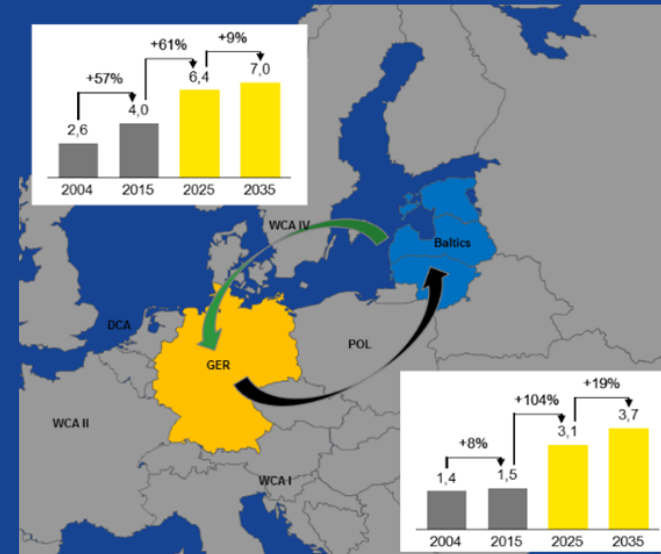 +57%
+61%
+9%
2,6
4,0
6,4
7,0
2004 2015 2025 2035
WCA IV
Baltics
DCA
POL
GER
WCA II
WCA I
+8%
+104%
+19%
1,4
1,5
3,1
3,7
2004 2015 2025 2035